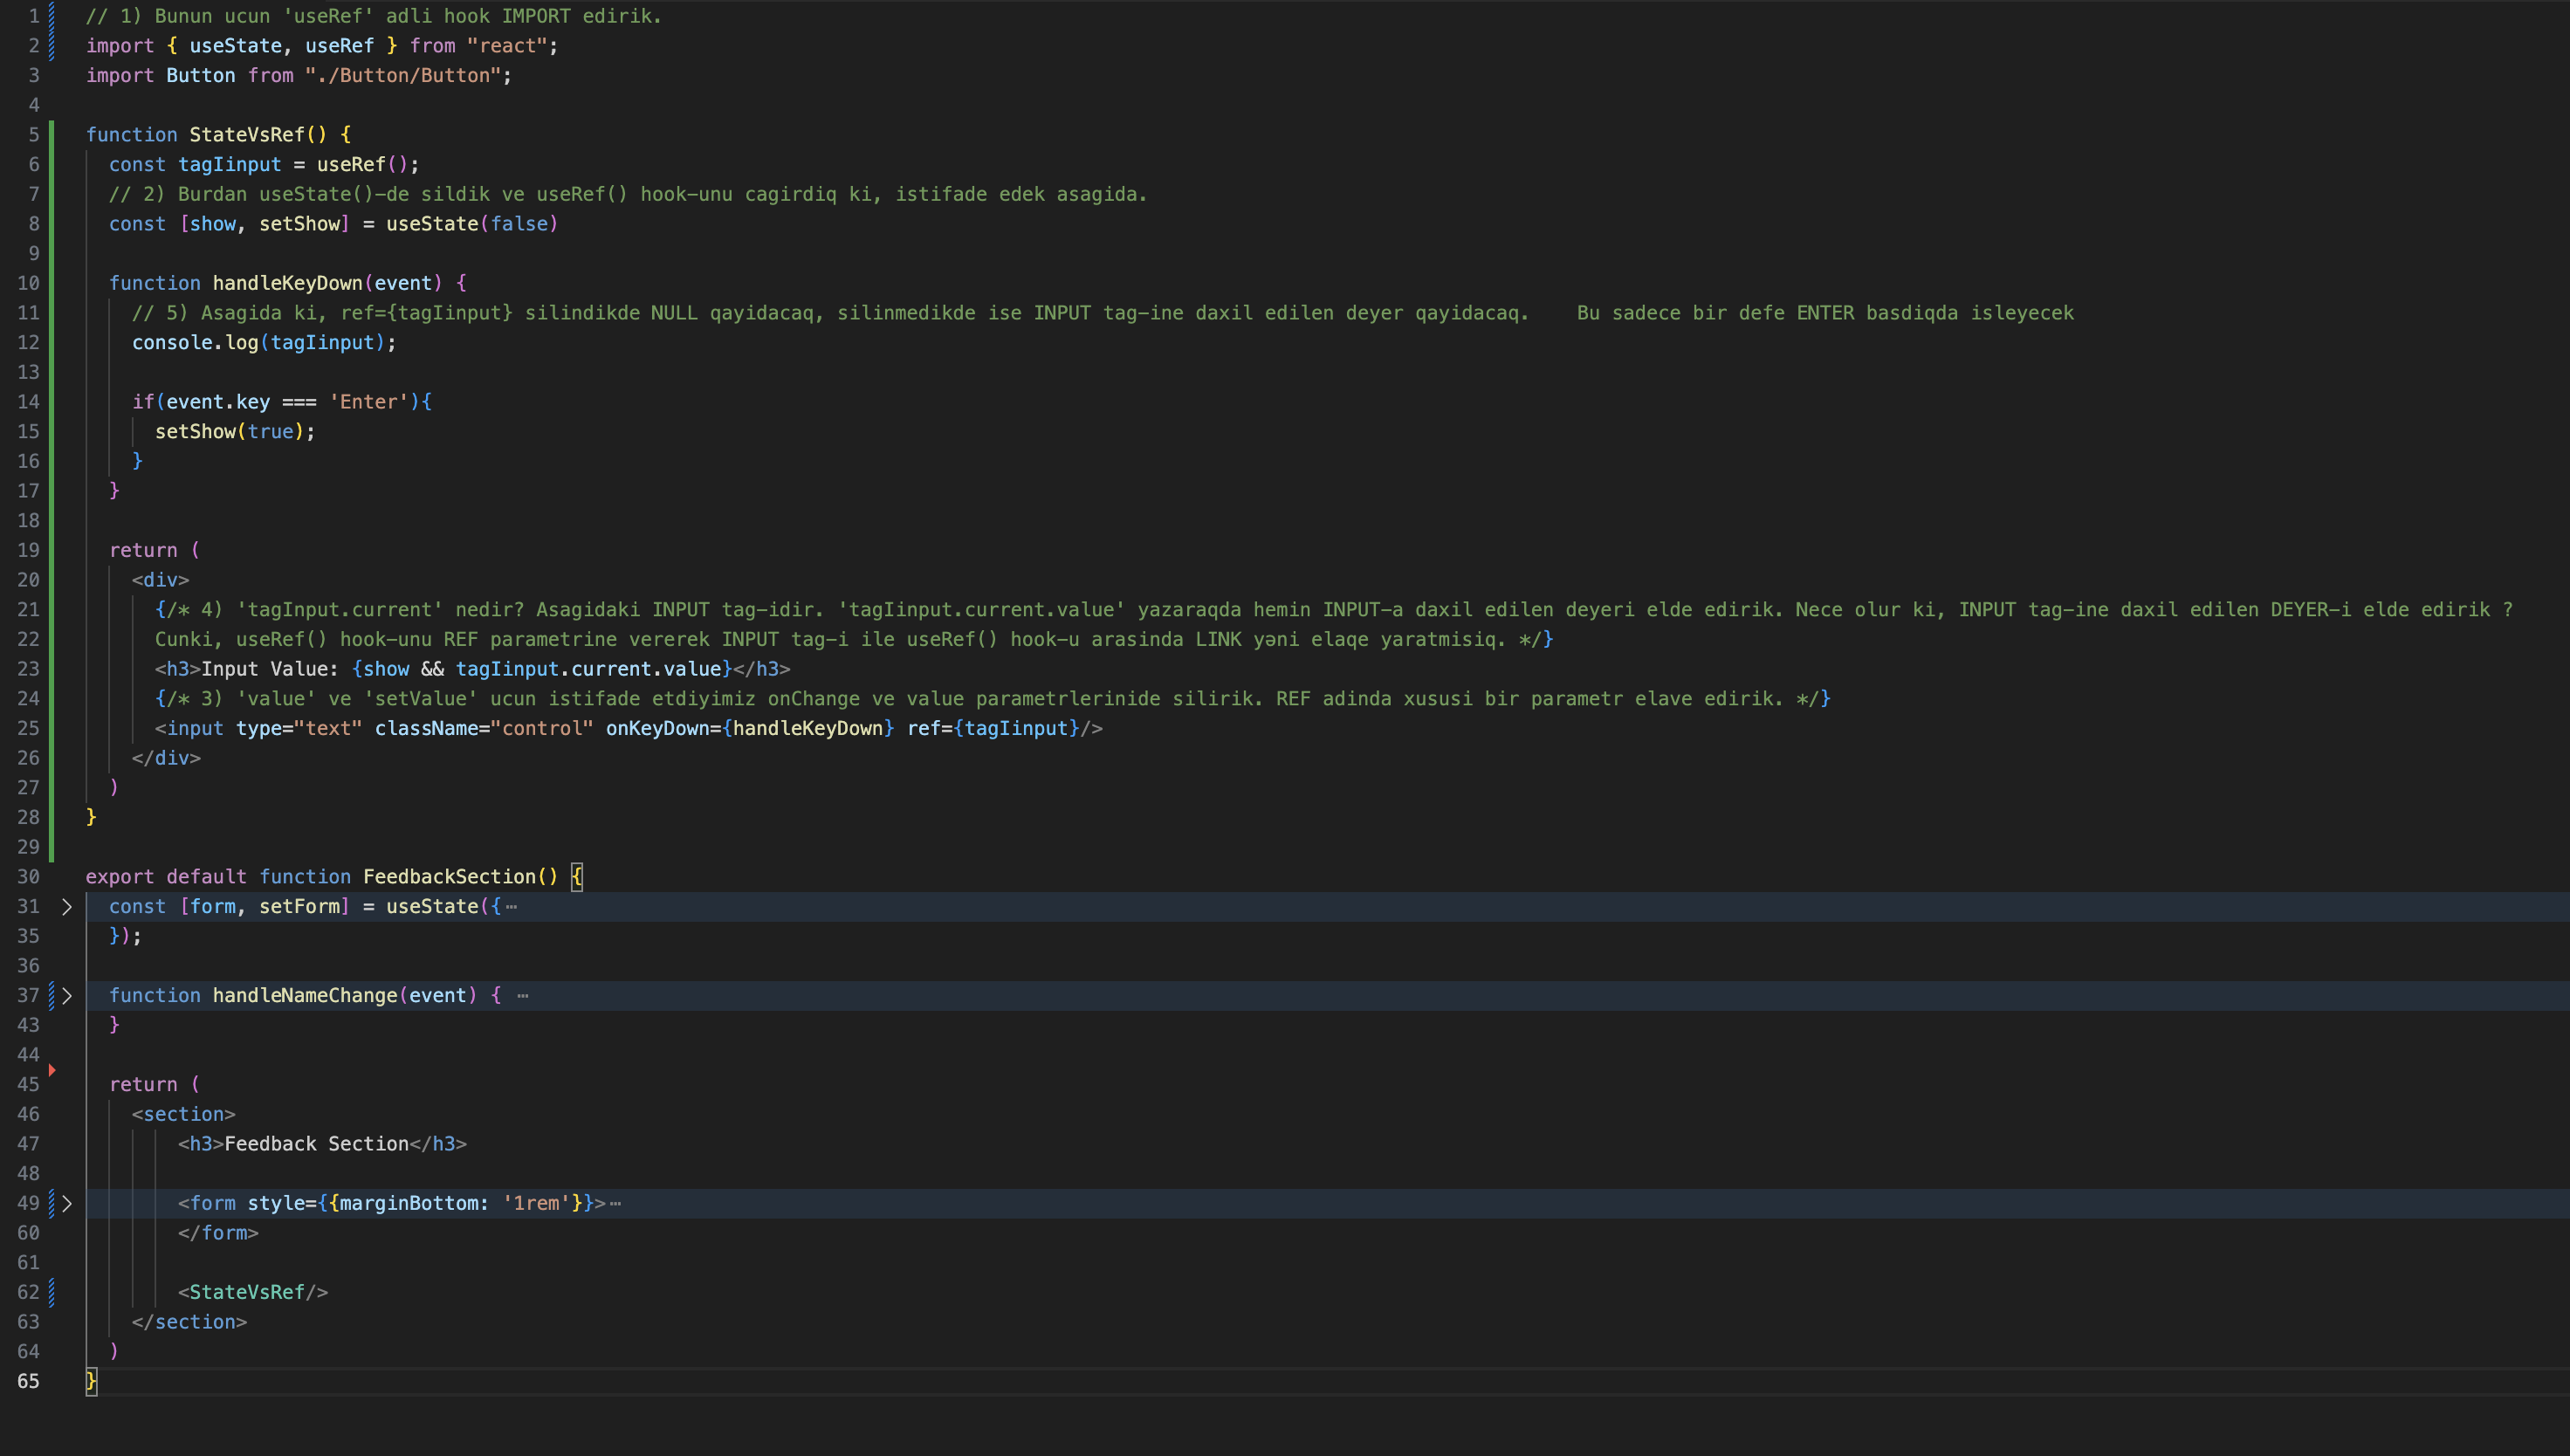 1 // 1) Bunun ucun 'useRef' adli hook IMPORT edirik.
2 import { useState, useRef } from "react";
3 import Button from "./Button/Button";
4
5 function StateVsRef() {
6 const tagIinput = useRef();
7 // 2) Burdan useState()-de sildik ve useRef() hook-unu cagirdiq ki, istifade edek asagida.
8 const [show, setShow] = useState(false)
9
10 function handleKeyDown(event) {
11 // 5) Asagida ki, ref={tagIinput} silindikde NULL qayidacaq, silinmedikde ise INPUT tag-ine daxil edilen deyer qayidacaq.    Bu sadece bir defe ENTER basdiqda isleyecek
12 console.log(tagIinput);
13
14 if(event.key === 'Enter'){
15 setShow(true);
16 }
17 }
18
19 return (
20 <div>
21 {/* 4) 'tagInput.current' nedir? Asagidaki INPUT tag-idir. 'tagIinput.current.value' yazaraqda hemin INPUT-a daxil edilen deyeri elde edirik. Nece olur ki, INPUT tag-ine daxil edilen DEYER-i elde edirik ?
22 Cunki, useRef() hook-unu REF parametrine vererek INPUT tag-i ile useRef() hook-u arasinda LINK yəni elaqe yaratmisiq. */}
23 <h3>Input Value: {show && tagIinput.current.value}</h3>
24 {/* 3) 'value' ve 'setValue' ucun istifade etdiyimiz onChange ve value parametrlerinide silirik. REF adinda xususi bir parametr elave edirik. */}
25 <input type="text" className="control" onKeyDown={handleKeyDown} ref={tagIinput}/>
26 </div>
27 )
28 }
29
30 export default function FeedbackSection() {
31 const [form, setForm] = useState({⋯
35 });
36
37 function handleNameChange(event) { ⋯
43 }
44
45 return (
46 <section>
47 <h3>Feedback Section</h3>
48
49 <form style={{marginBottom: '1rem'}}>⋯
60 </form>
61
62 <StateVsRef/>
63 </section>
64 )
65 }